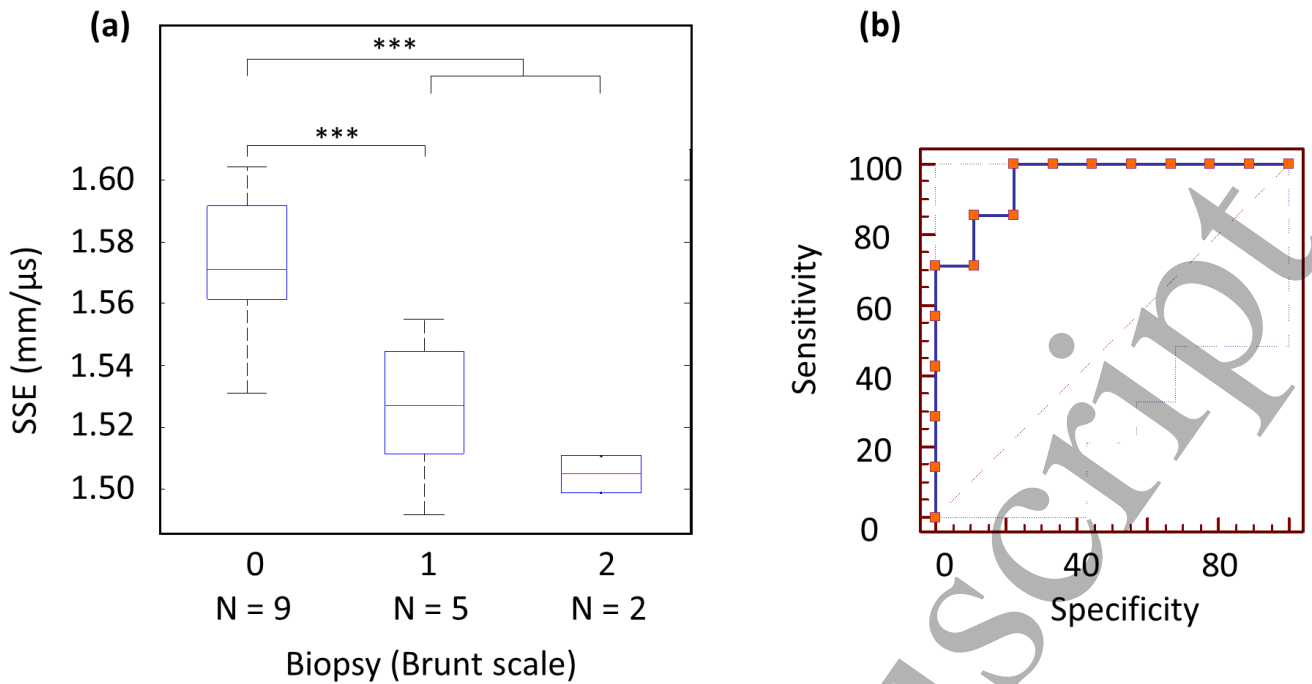 (a)
***
***
1.60
1.58
1.56
1.54
1.52
1.50
SSE (mm/µs)
0 1 2
N = 9 N = 5 N = 2
Biopsy (Brunt scale)
(b)
100
80
60
40
20
0
Sensitivity
0 40 80
Specificity
uscript